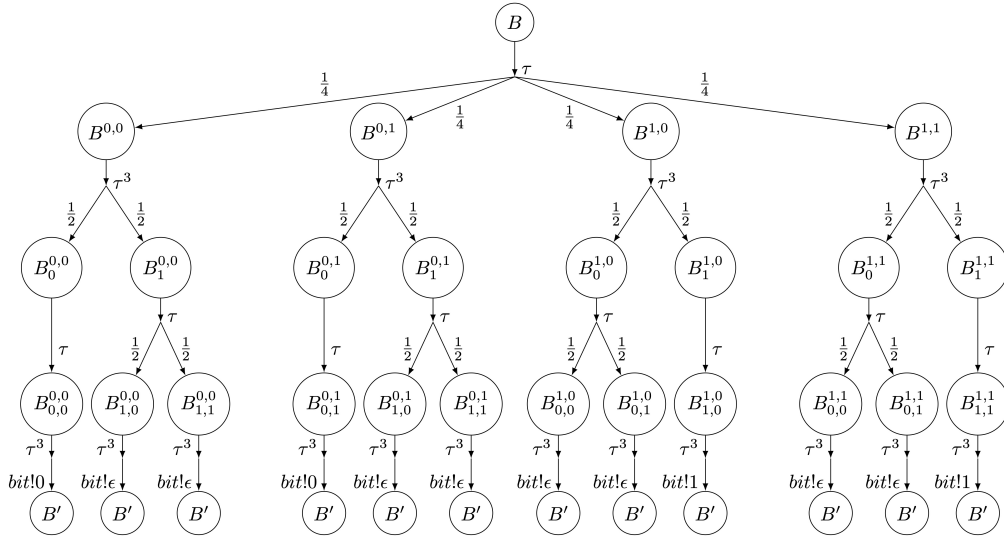 B
τ
1/4 1/4 1/4 1/4
B^{0,0} B^{0,1} B^{1,0} B^{1,1}
τ^3 τ^3 τ^3 τ^3
1/2 1/2 1/2 1/2 1/2 1/2 1/2 1/2
B_0^{0,0} B_1^{0,0} B_0^{0,1} B_1^{0,1} B_0^{1,0} B_1^{1,0} B_0^{1,1} B_1^{1,1}
τ τ τ τ
1/2 1/2 1/2 1/2 1/2 1/2 1/2 1/2
τ τ τ τ
B_{0,0}^{0,0} B_{1,0}^{0,0} B_{1,1}^{0,0} B_{0,1}^{0,1} B_{1,0}^{0,1} B_{1,1}^{0,1} B_{0,0}^{1,0} B_{0,1}^{1,0} B_{1,0}^{1,0} B_{0,0}^{1,1} B_{0,1}^{1,1} B_{1,1}^{1,1}
τ^3 τ^3 τ^3 τ^3 τ^3 τ^3 τ^3 τ^3 τ^3 τ^3 τ^3 τ^3
bit!0 bit!ϵ bit!ϵ bit!0 bit!ϵ bit!ϵ bit!ϵ bit!ϵ bit!1 bit!ϵ bit!ϵ bit!1
B′ B′ B′ B′ B′ B′ B′ B′ B′ B′ B′ B′